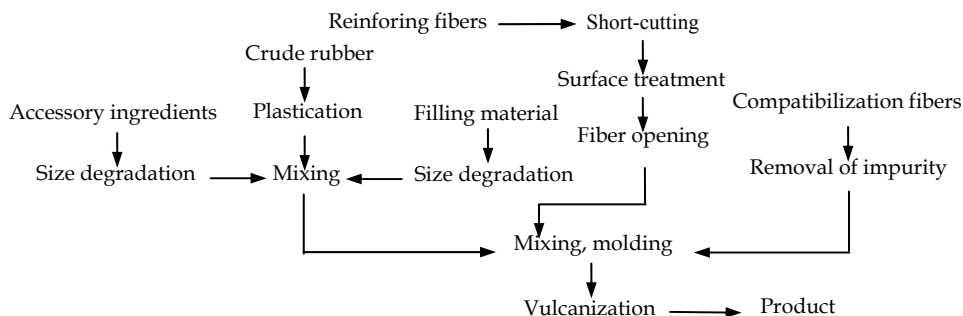 Reinforing fibers
Short-cutting
Crude rubber
Surface treatment
Compatibilization fibers
Accessory ingredients
Plastication
Filling material
Fiber opening
Removal of impurity
Size degradation
Mixing
Size degradation
Mixing, molding
Vulcanization
Product